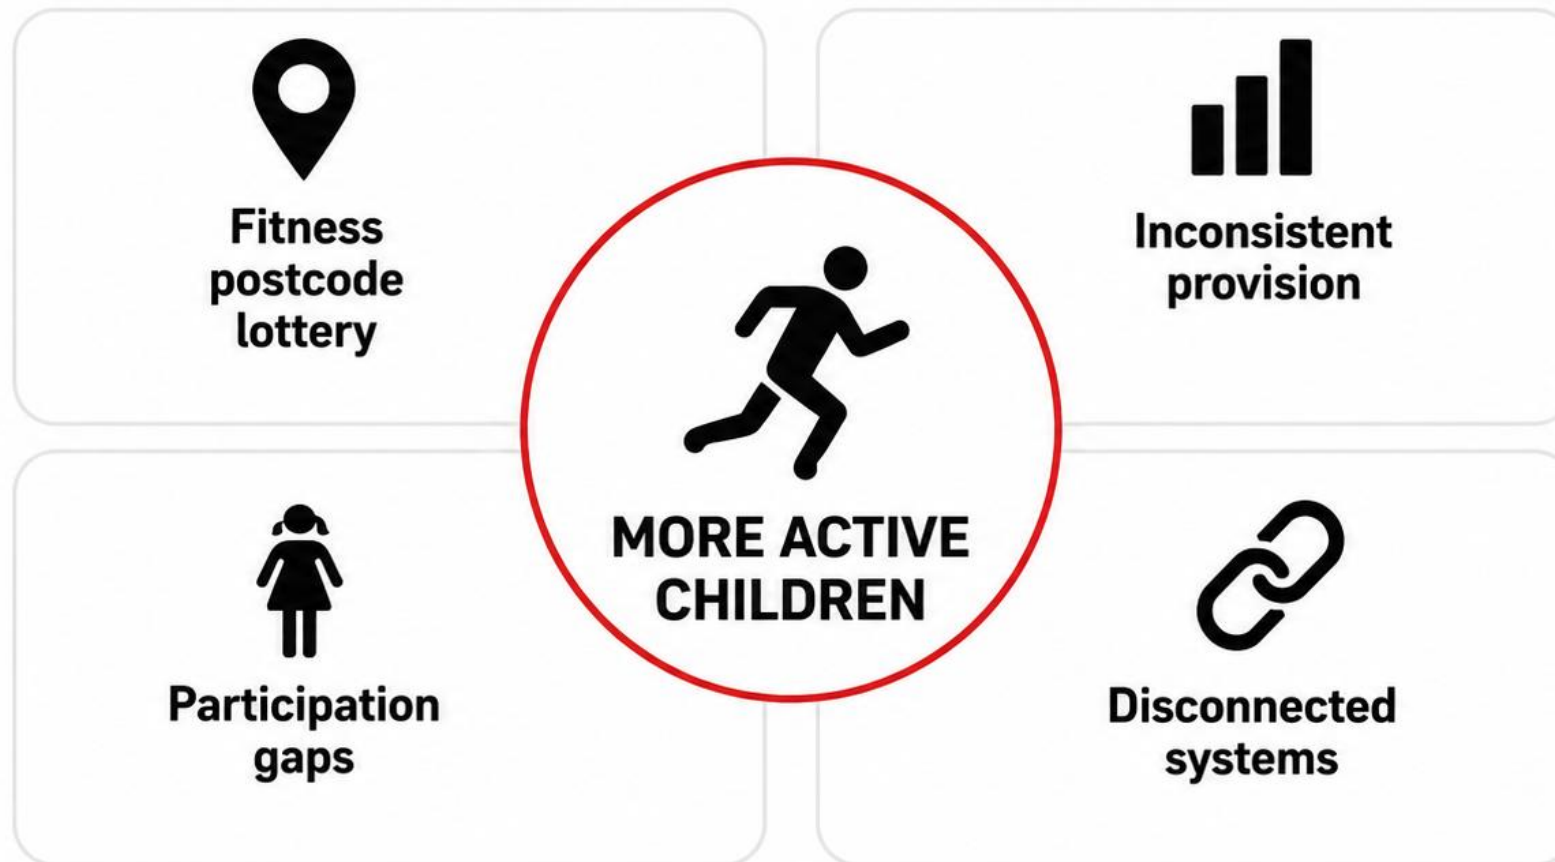 Fitness
postcode
lottery
Inconsistent
provision
MORE ACTIVE
CHILDREN
Participation
gaps
Disconnected
systems